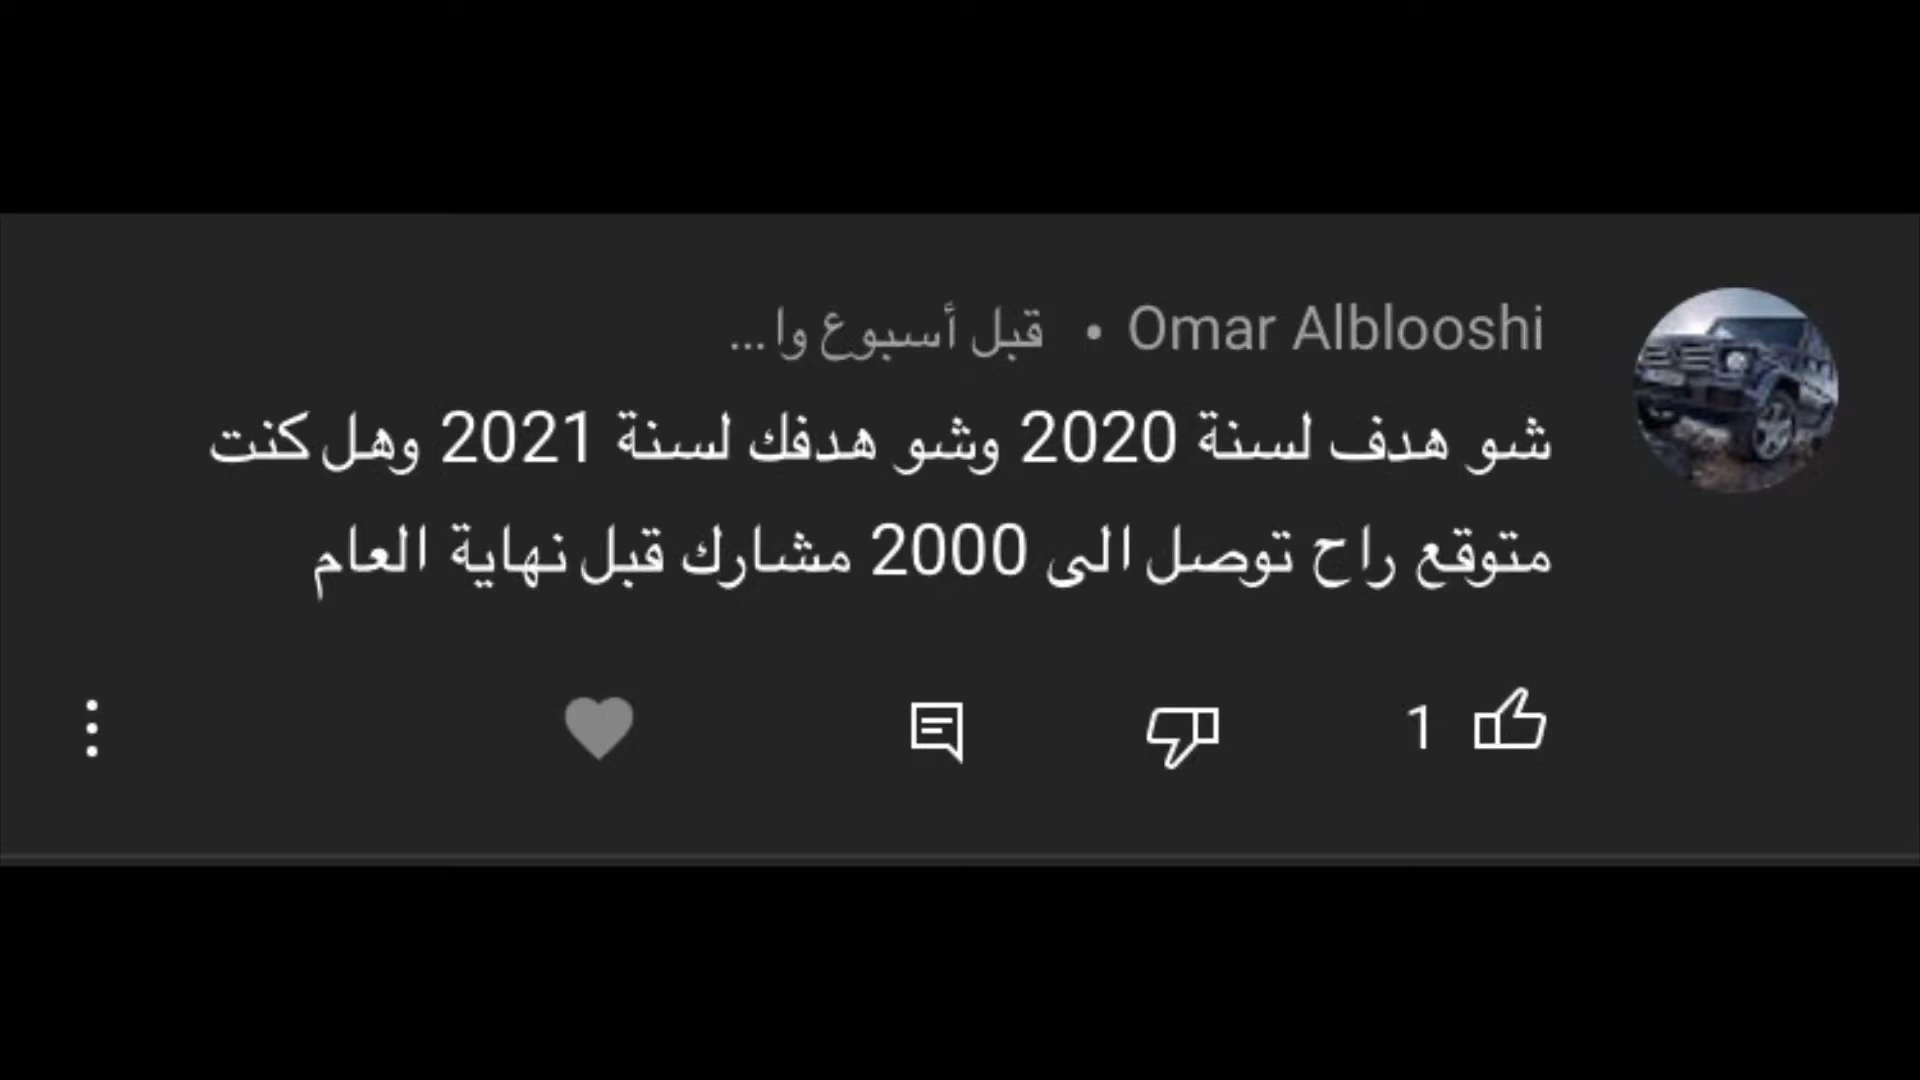 Omar Alblooshi • قبل أسبوع وا...
شو هدف لسنة 2020 وشو هدفك لسنة 2021 وهل كنت
متوقع راح توصل الى 2000 مشارك قبل نهاية العام
1